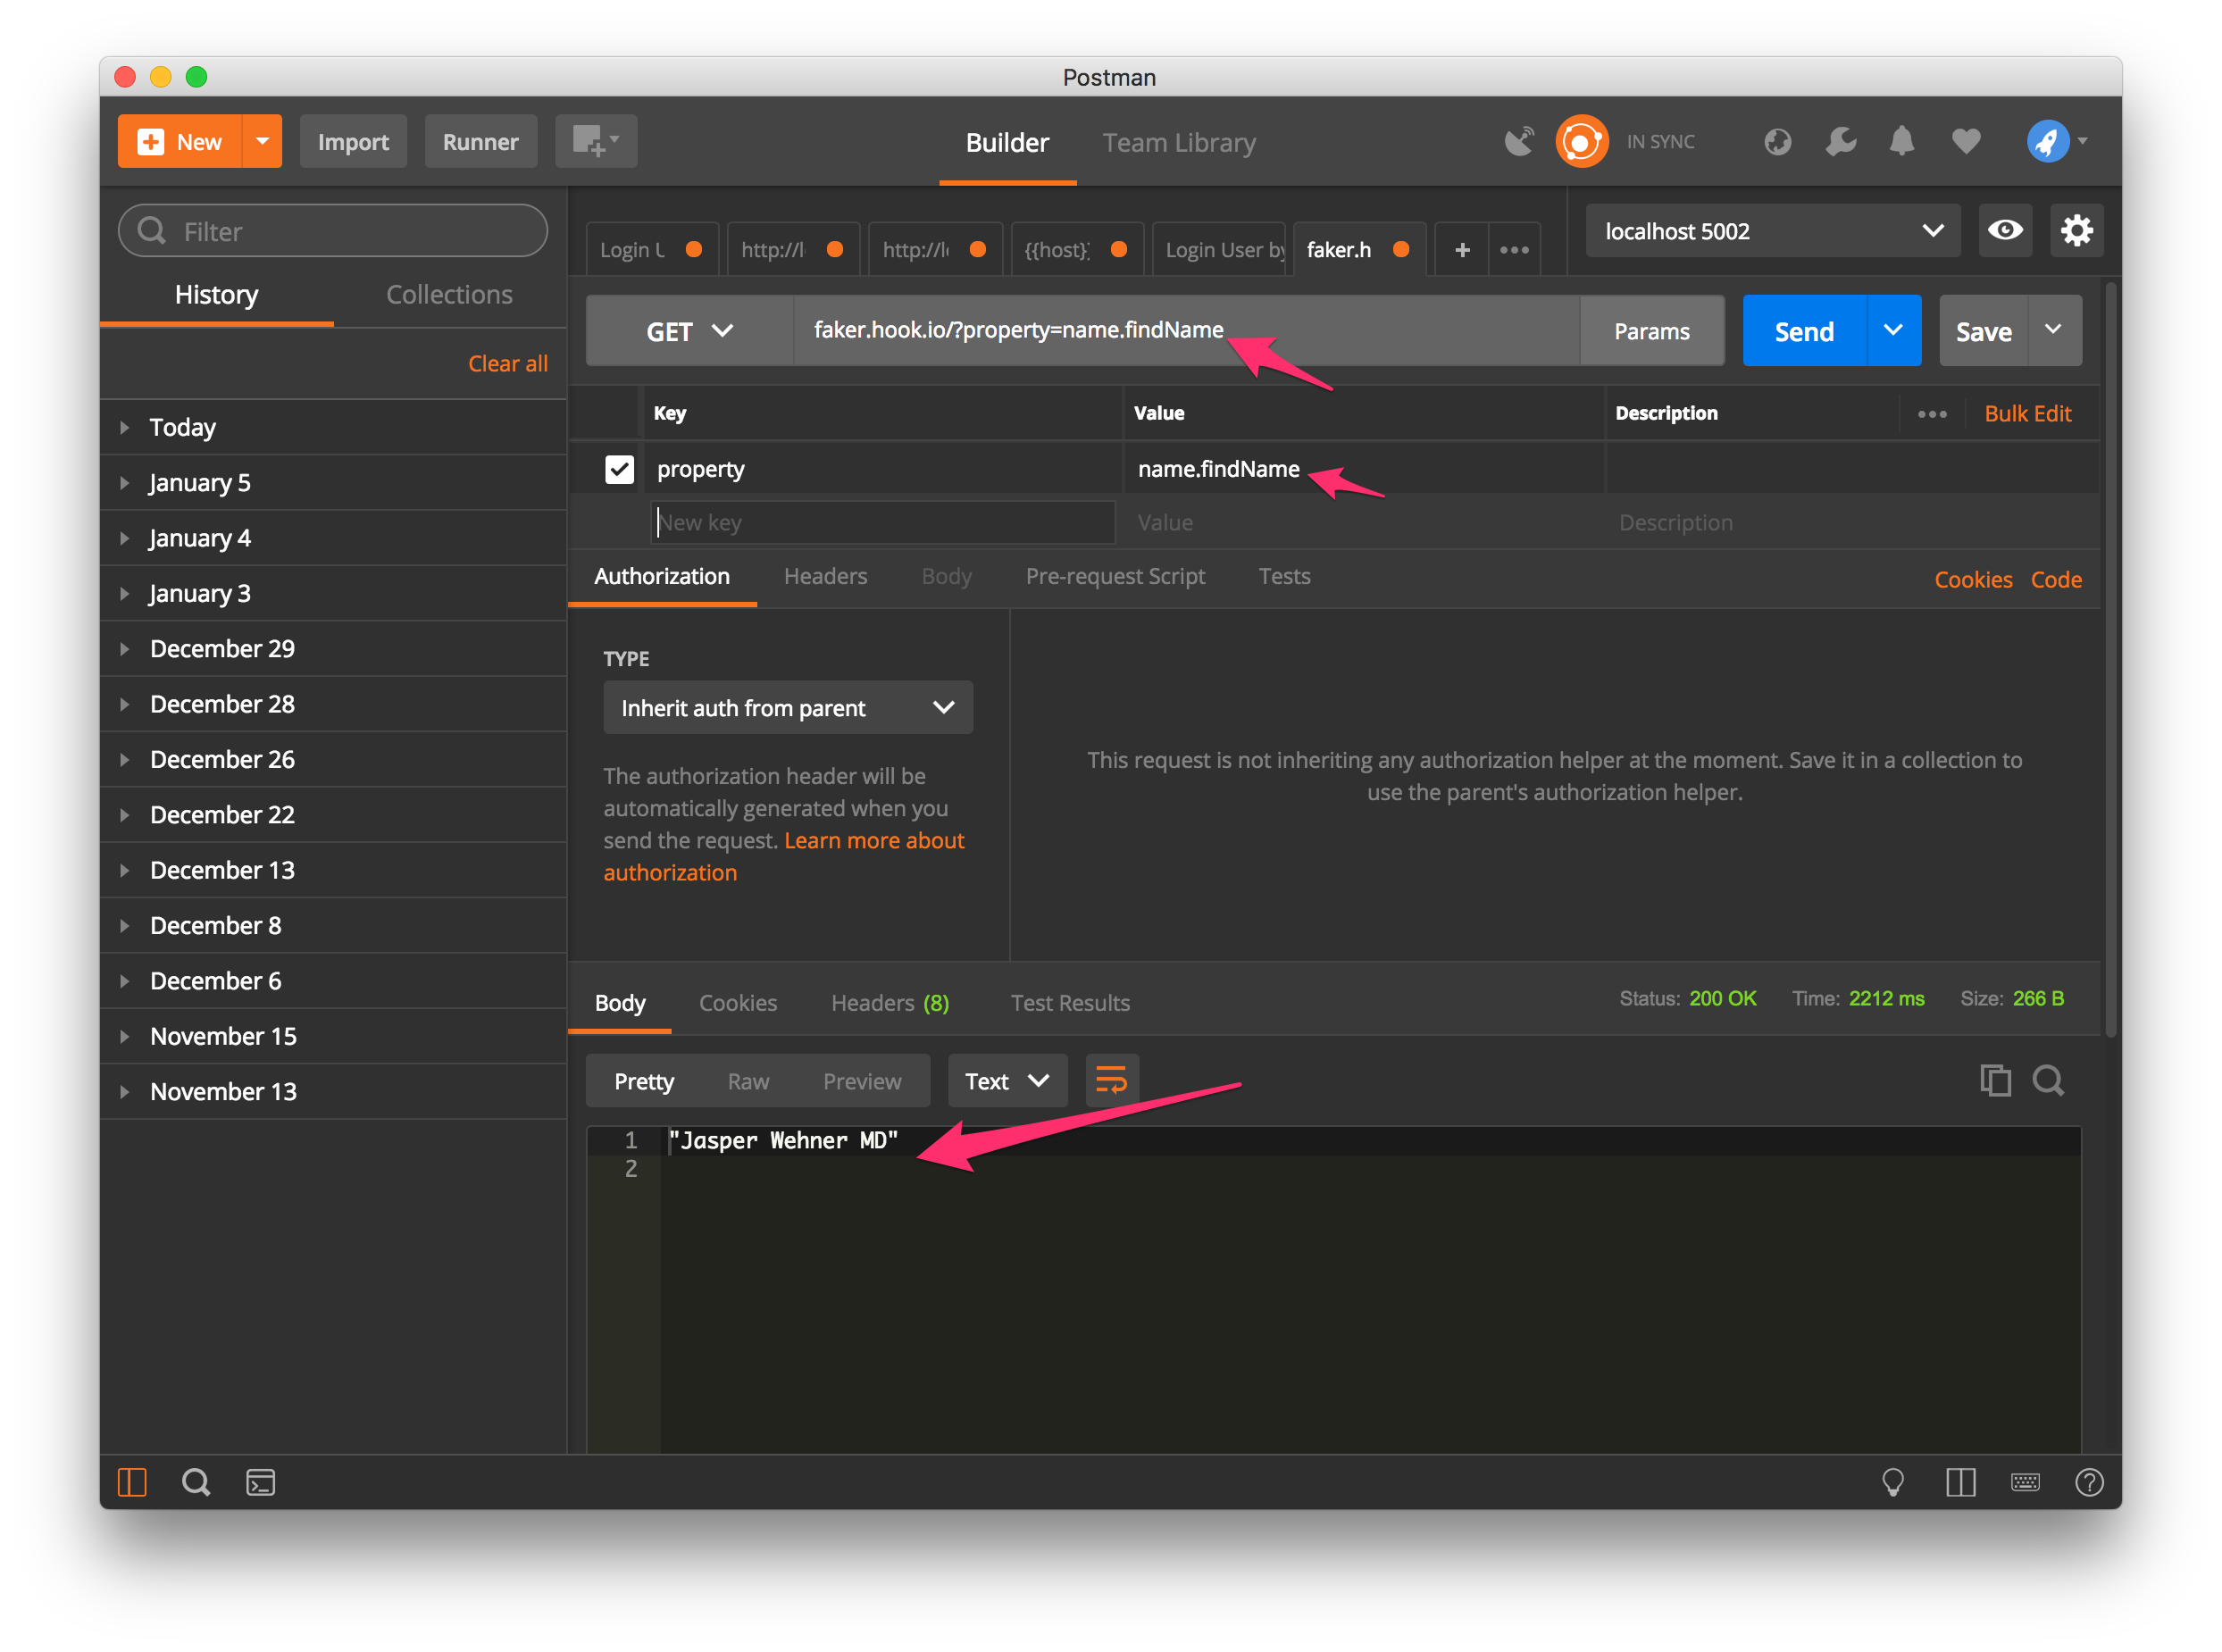 Postman
New
Import
Runner
Builder
Team Library
IN SYNC
Filter
History
Collections
Clear all
Today
January 5
January 4
January 3
December 29
December 28
December 26
December 22
December 13
December 8
December 6
November 15
November 13
Login U
http://l
http://l
{{host}}
Login User by
faker.h
localhost 5002
GET
faker.hook.io/?property=name.findName
Params
Send
Save
Key
Value
Description
Bulk Edit
property
name.findName
New key
Value
Description
Authorization
Headers
Body
Pre-request Script
Tests
Cookies
Code
TYPE
Inherit auth from parent
The authorization header will be
automatically generated when you
send the request. Learn more about
authorization
This request is not inheriting any authorization helper at the moment. Save it in a collection to
use the parent's authorization helper.
Body
Cookies
Headers (8)
Test Results
Status: 200 OK
Time: 2212 ms
Size: 266 B
Pretty
Raw
Preview
Text
1 "Jasper Wehner MD"
2